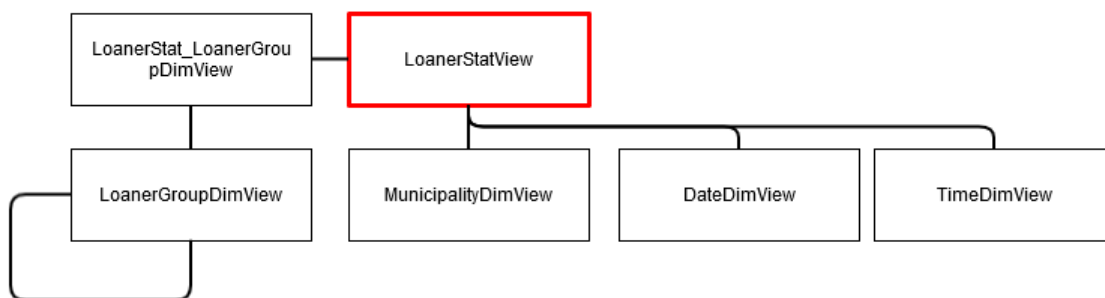 LoanerStat_LoanerGrou
pDimView
LoanerStatView
LoanerGroupDimView
MunicipalityDimView
DateDimView
TimeDimView